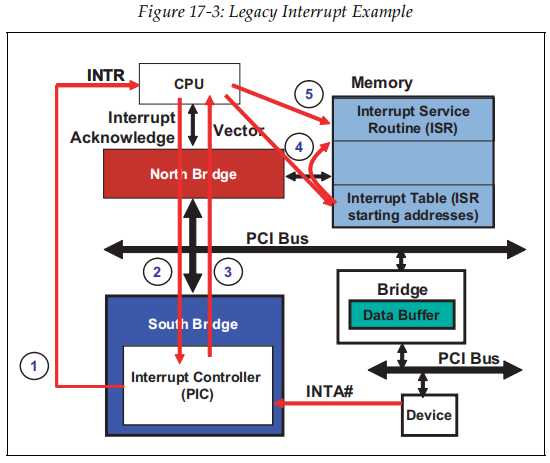 Figure 17-3: Legacy Interrupt Example
INTR
CPU
5
Memory
Interrupt
Acknowledge
Vector
4
Interrupt Service
Routine (ISR)
North Bridge
Interrupt Table (ISR
starting addresses)
PCI Bus
2
3
Bridge
Data Buffer
South Bridge
1
Interrupt Controller
(PIC)
PCI Bus
INTA#
Device